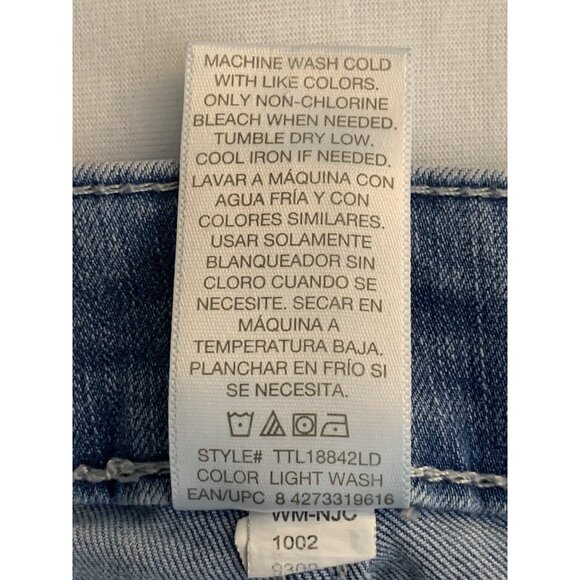 MACHINE WASH COLD
WITH LIKE COLORS.
ONLY NON-CHLORINE
BLEACH WHEN NEEDED.
TUMBLE DRY LOW.
COOL IRON IF NEEDED.
LAVAR A MÁQUINA CON
AGUA FRÍA Y CON
COLORES SIMILARES.
USAR SOLAMENTE
BLANQUEADOR SIN
CLORO CUANDO SE
NECESITE. SECAR EN
MÁQUINA A
TEMPERATURA BAJA.
PLANCHAR EN FRÍO SI
SE NECESITA.
STYLE# TTL18842LD
COLOR LIGHT WASH
EAN/UPC 8 4273319616
WM-NJC
1002